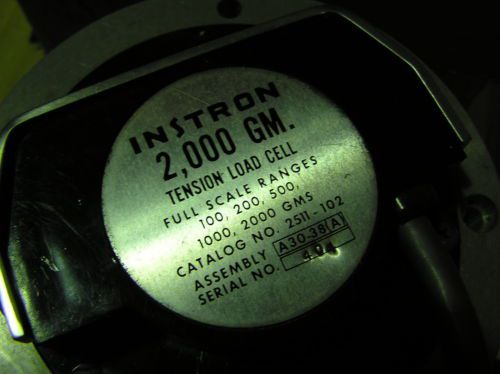 INSTRON
2,000 GM.
TENSION LOAD CELL
FULL SCALE RANGES
100, 200, 500,
1000, 2000 GMS
CATALOG NO. 2511-102
ASSEMBLY A30-38(A)
SERIAL NO.